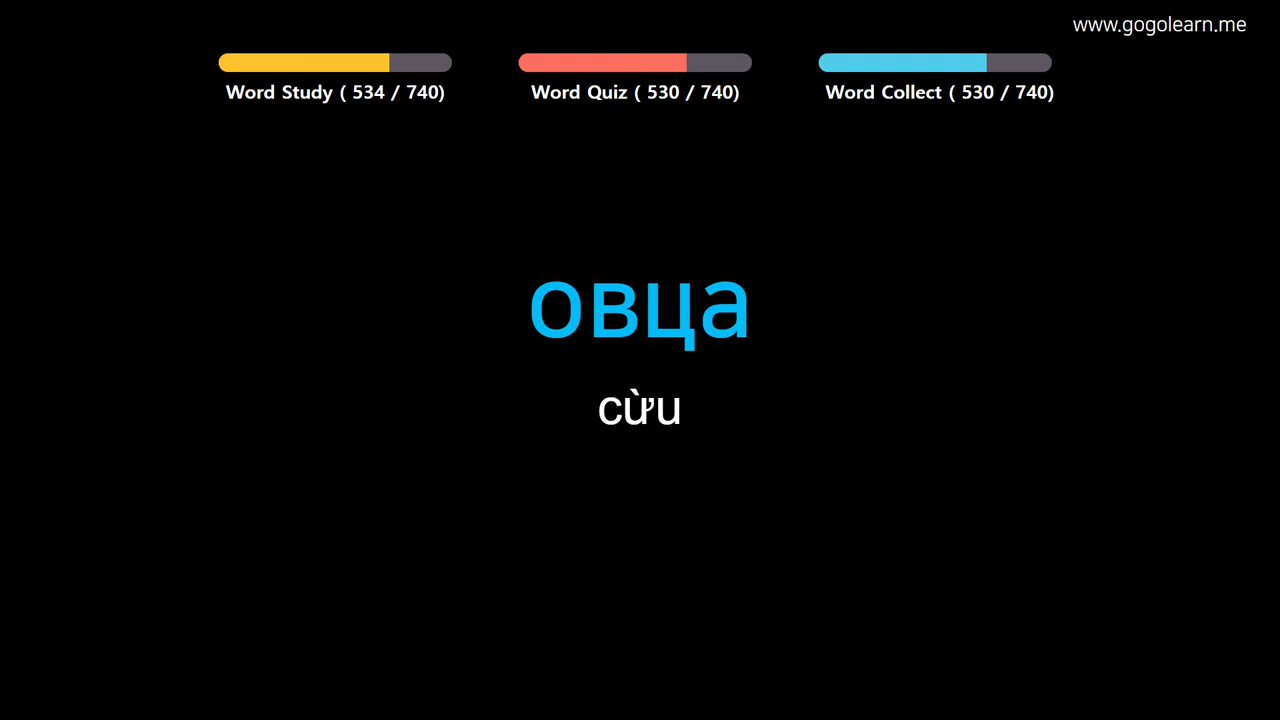 www.gogolearn.me
Word Study ( 534 / 740)
Word Quiz ( 530 / 740)
Word Collect ( 530 / 740)
овца
cừu